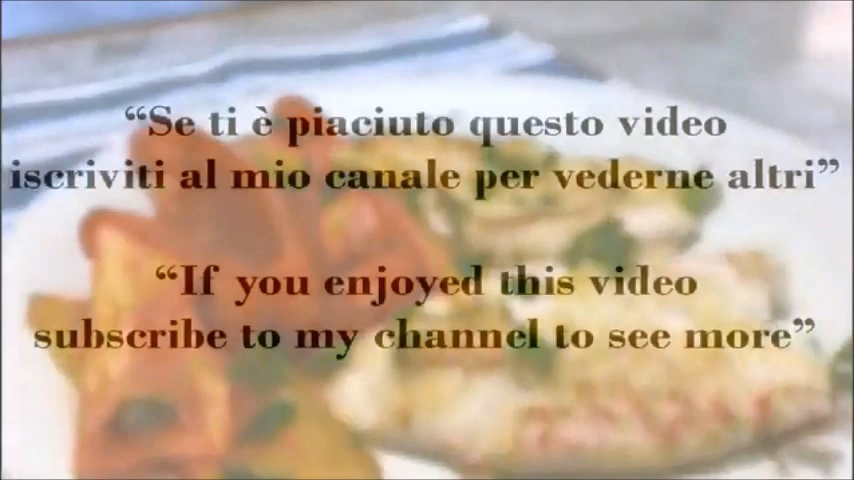 “Se ti è piaciuto questo video
iscriviti al mio canale per vederne altri”
“If you enjoyed this video
subscribe to my channel to see more”